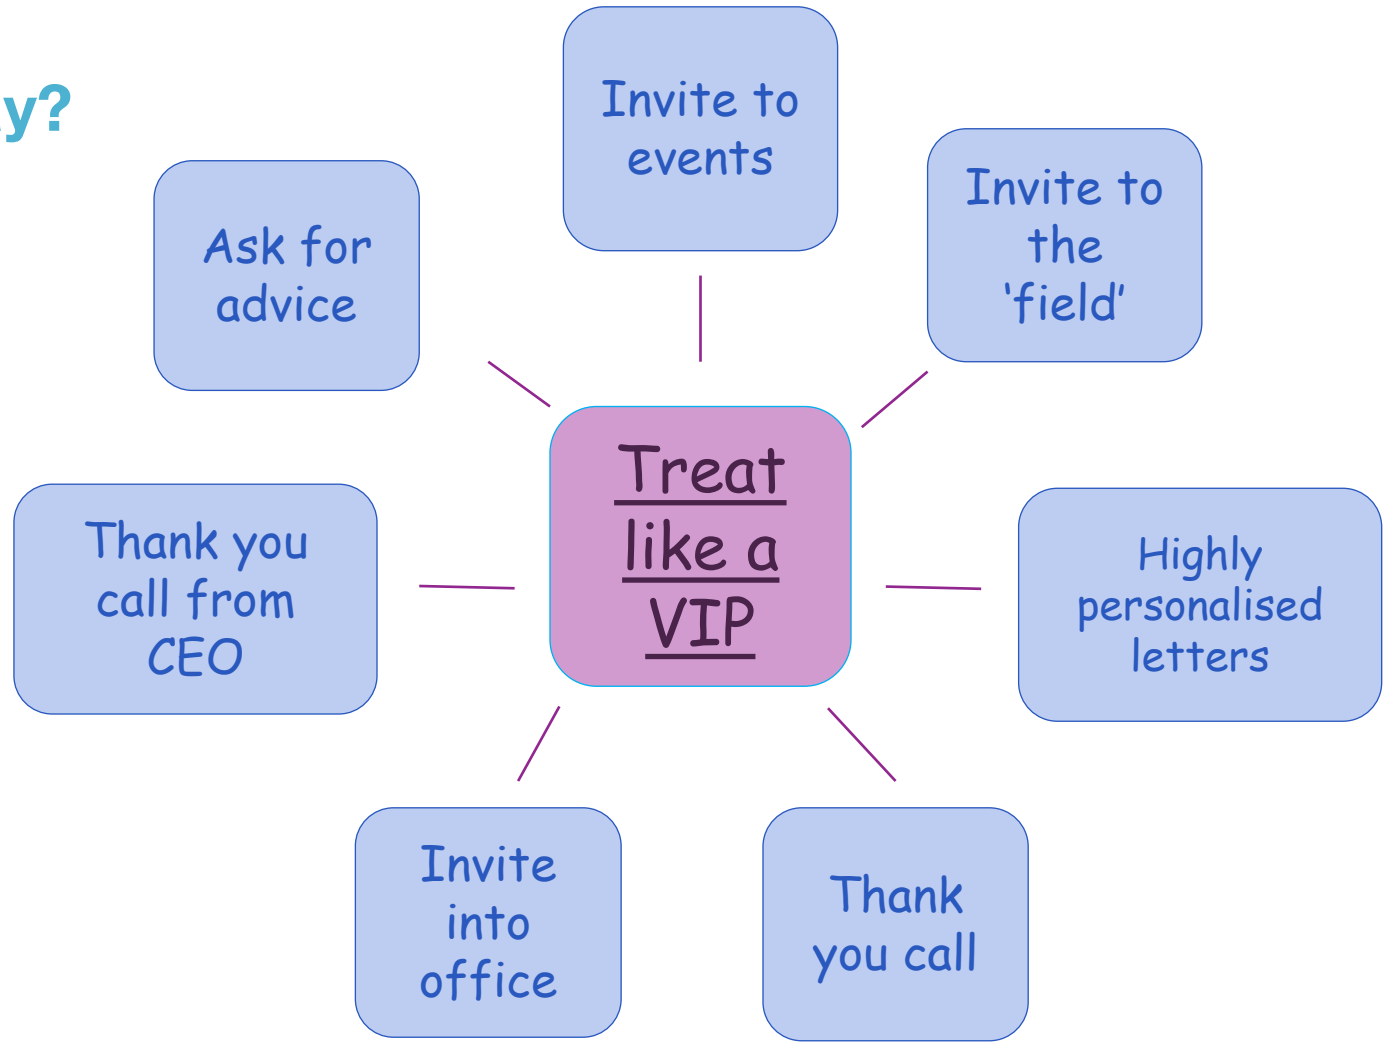 y?
Invite to
events
Invite to
the
‘field’
Ask for
advice
Treat
like a
VIP
Thank you
call from
CEO
Highly
personalised
letters
Invite
into
office
Thank
you call